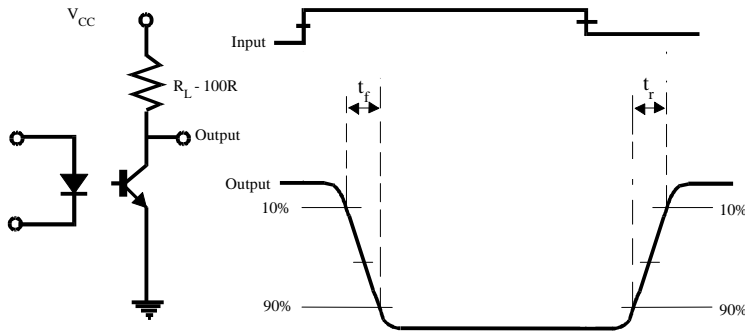 V_CC
R_L - 100R
Output
Input
t_f
t_r
Output
10%
10%
90%
90%